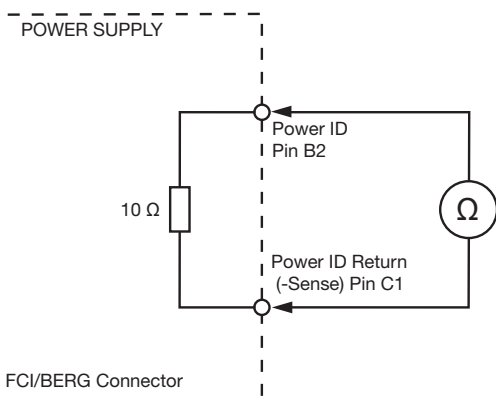 POWER SUPPLY
Power ID
Pin B2
10 Ω
Ω
Power ID Return
(-Sense) Pin C1
FCI/BERG Connector